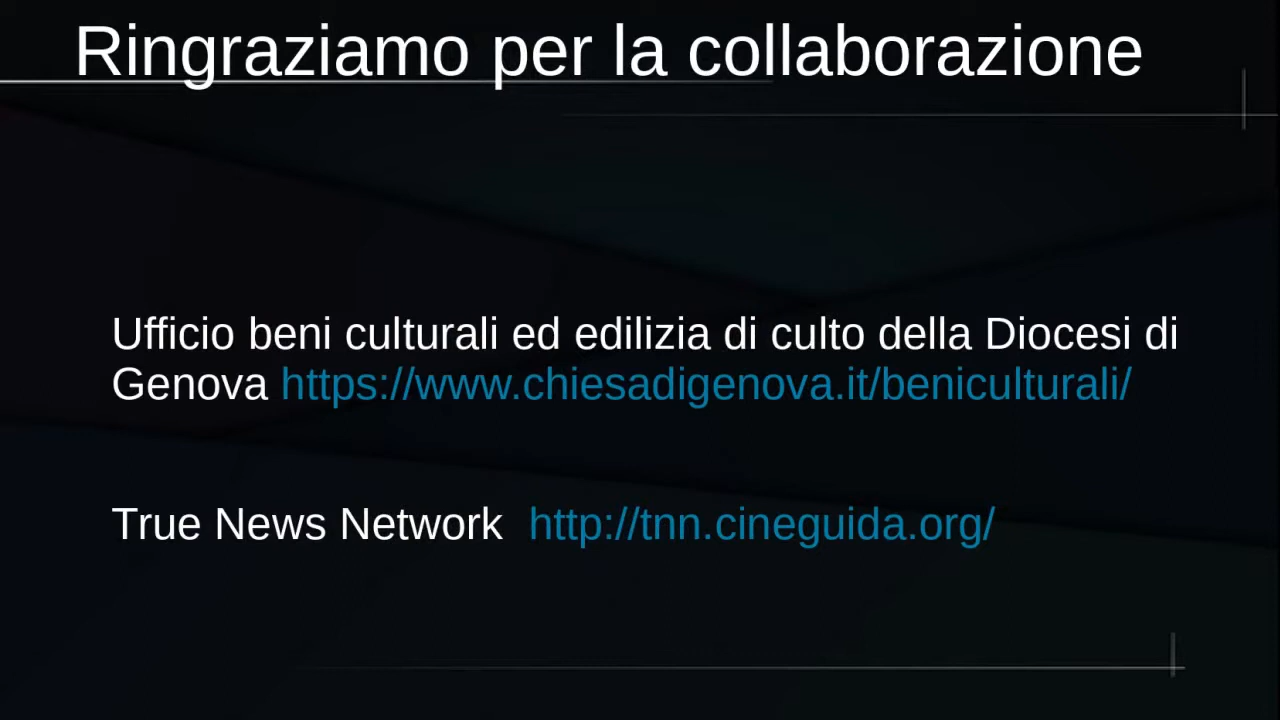 Ringraziamo per la collaborazione
Ufficio beni culturali ed edilizia di culto della Diocesi di
Genova https://www.chiesadigenova.it/beniculturali/
True News Network  http://tnn.cineguida.org/